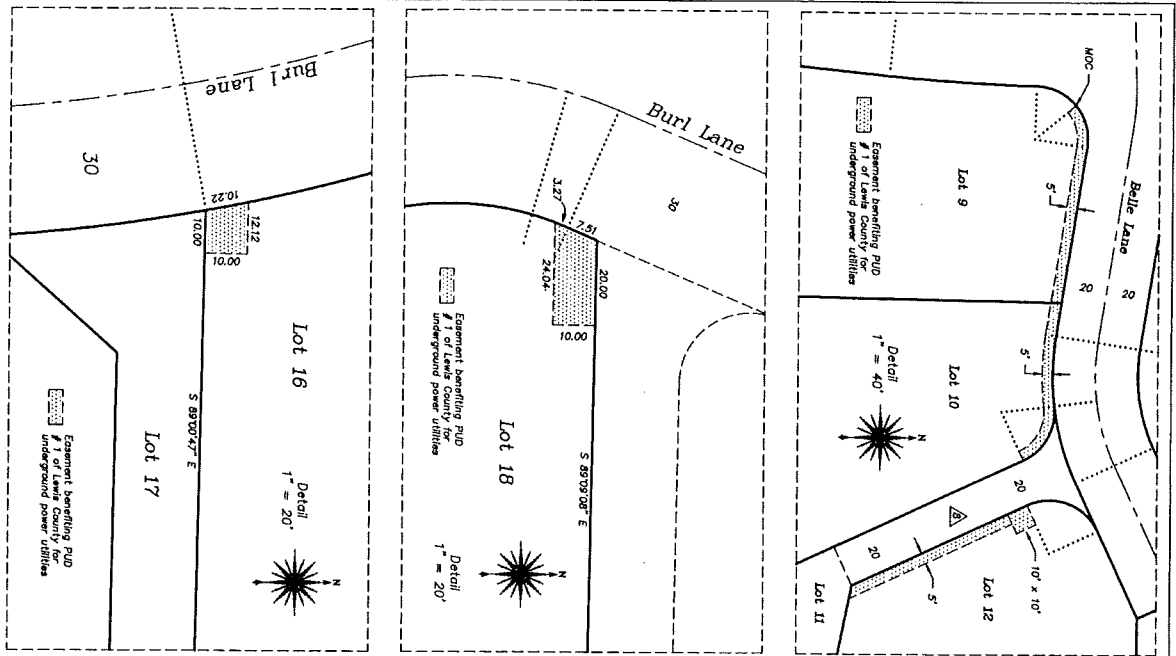 Burl Lane
30
10.22
12.12
10.00
10.00
Lot 16
S 89°00'47" E
Lot 17
Detail
1" = 20'
N
Easement benefiting PUD
# 1 of Lewis County for
underground power utilities
Burl Lane
30
3.27
7.51
20.00
24.04
10.00
Easement benefiting PUD
# 1 of Lewis County for
underground power utilities
Lot 18
S 89°09'08" E
Detail
1" = 20'
N
MOC
Belle Lane
20
20
Lot 9
5'
Easement benefiting PUD
# 1 of Lewis County for
underground power utilities
5'
Lot 10
Detail
1" = 40'
N
20
8
20
10' x 10'
5'
Lot 12
Lot 11